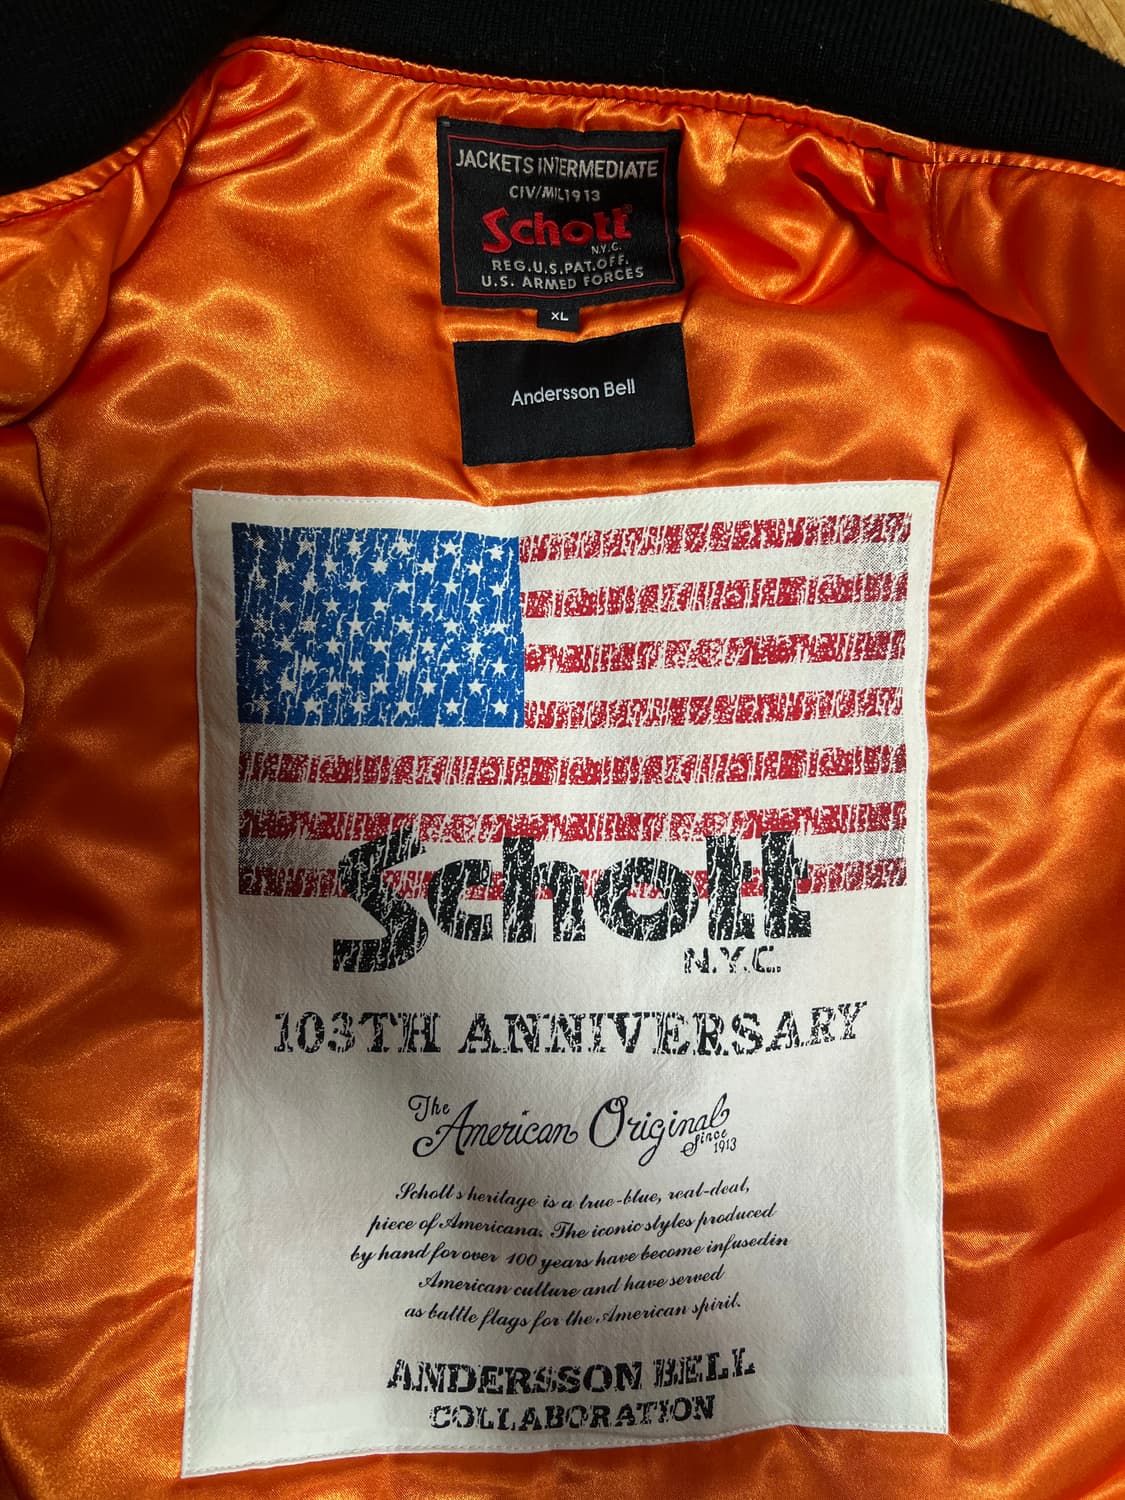 JACKETS INTERMEDIATE
CIV/MIL1913
Schott®
N.Y.C.
REG.U.S.PAT.OFF.
U.S. ARMED FORCES
XL
Andersson Bell
Schott
N.Y.C.
103TH ANNIVERSARY
The
American Original
Since
1913
Schott's heritage is a true-blue, real-deal,
piece of Americana. The iconic styles produced
by hand for over 100 years have become infusedin
American culture and have served
as battle flags for the American spirit.
ANDERSSON BELL
COLLABORATION